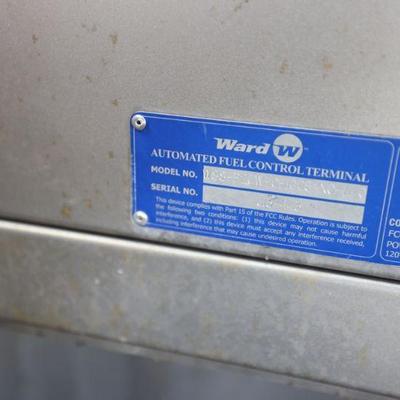 Ward W
AUTOMATED FUEL CONTROL TERMINAL
MODEL NO.
SERIAL NO.
This device complies with Part 15 of the FCC Rules. Operation is subject to
the following two conditions: (1) this device may not cause harmful
interference, and (2) this device must accept any interference received,
including interference that may cause undesired operation.
CO
FC
PO
120